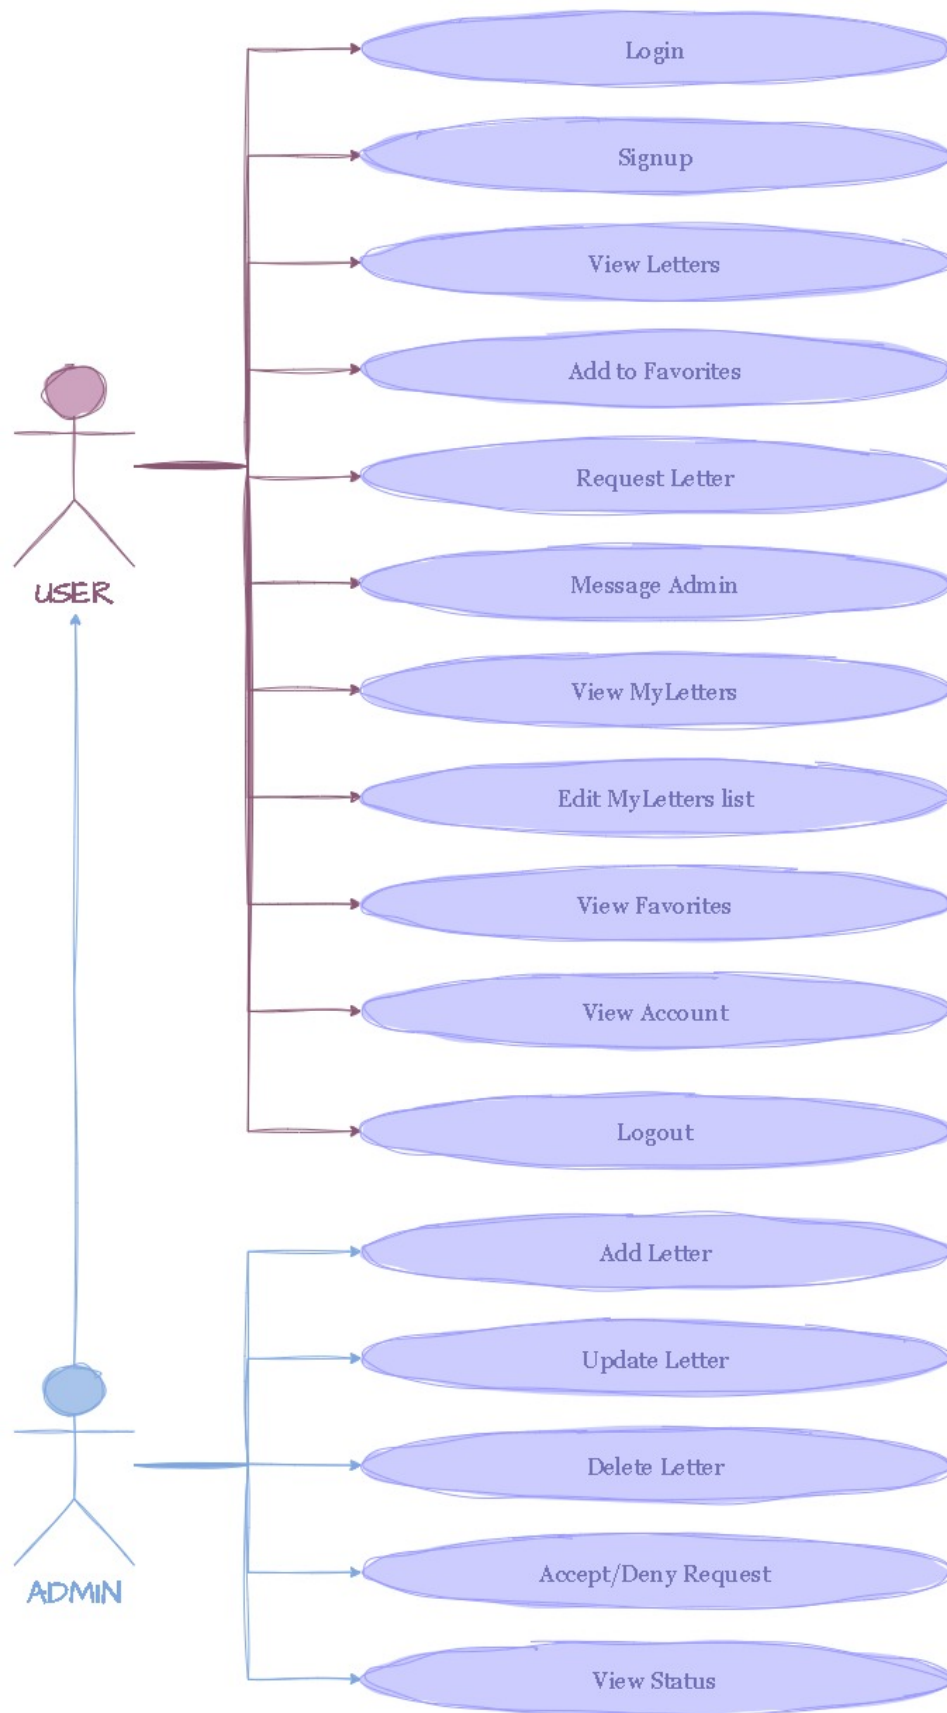 Login
Signup
View Letters
Add to Favorites
Request Letter
Message Admin
USER
View MyLetters
Edit MyLetters list
View Favorites
View Account
Logout
Add Letter
Update Letter
Delete Letter
Accept/Deny Request
ADMIN
View Status